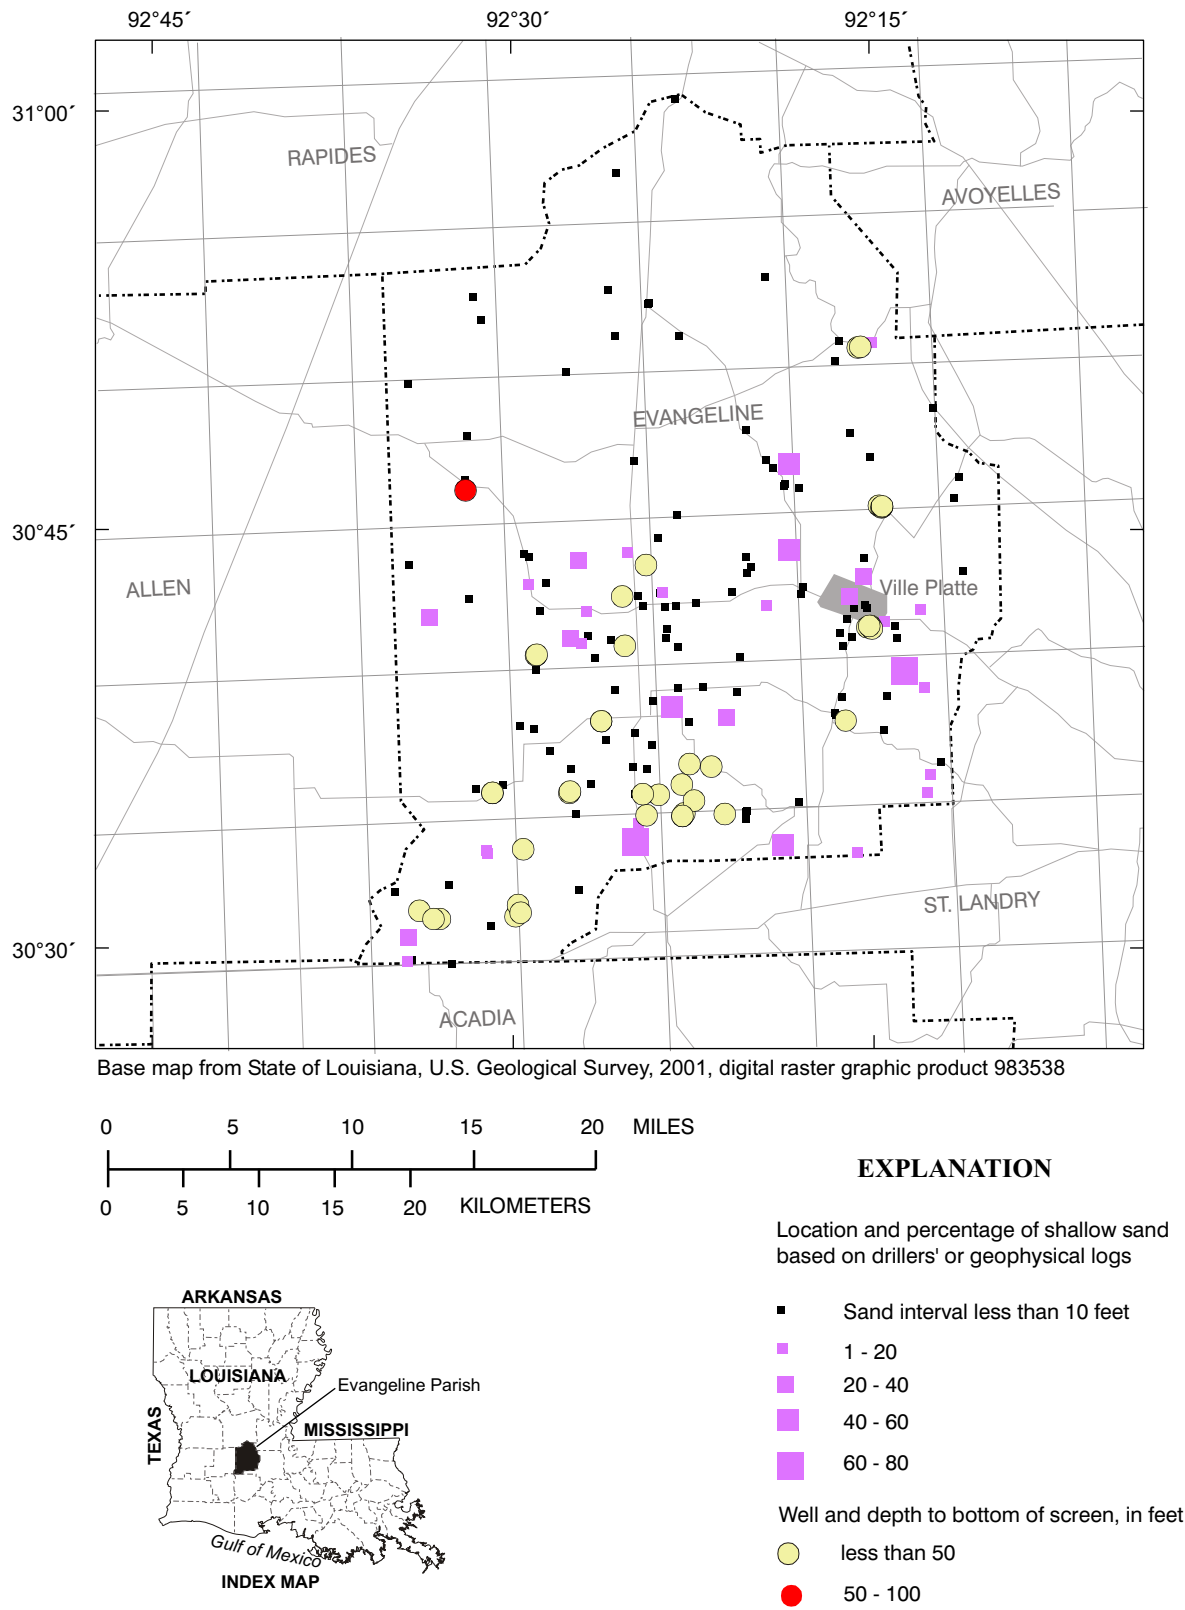 92°45´ 92°30´ 92°15´
31°00´
RAPIDES
AVOYELLES
EVANGELINE
30°45´
ALLEN
Ville Platte
ST. LANDRY
30°30´
ACADIA
Base map from State of Louisiana, U.S. Geological Survey, 2001, digital raster graphic product 983538
0 5 10 15 20 MILES
0 5 10 15 20 KILOMETERS
EXPLANATION
Location and percentage of shallow sand
based on drillers' or geophysical logs
Sand interval less than 10 feet
1 - 20
20 - 40
40 - 60
60 - 80
Well and depth to bottom of screen, in feet
less than 50
50 - 100
ARKANSAS
LOUISIANA
Evangeline Parish
TEXAS
MISSISSIPPI
Gulf of Mexico
INDEX MAP